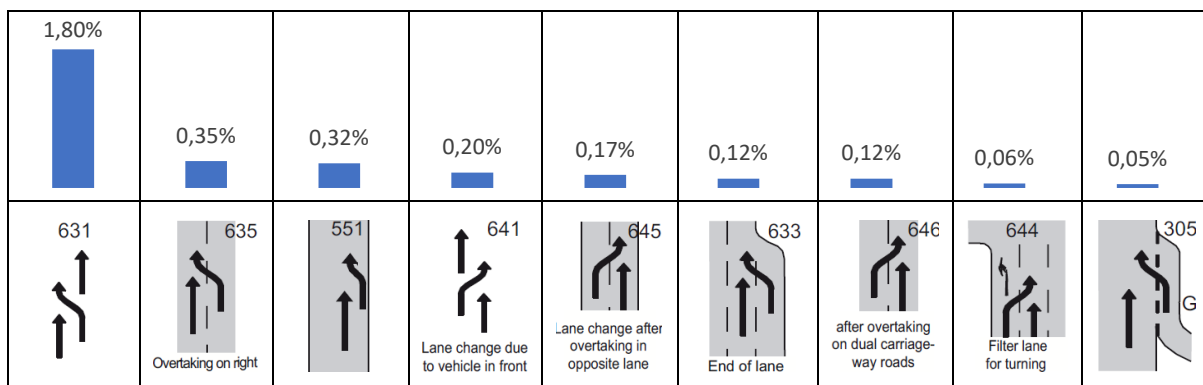 1,80%
0,35%
0,32%
0,20%
0,17%
0,12%
0,12%
0,06%
0,05%
631
635
Overtaking on right
551
641
Lane change due
to vehicle in front
645
Lane change after
overtaking in
opposite lane
633
End of lane
646
after overtaking
on dual carriage-
way roads
644
Filter lane
for turning
305
G